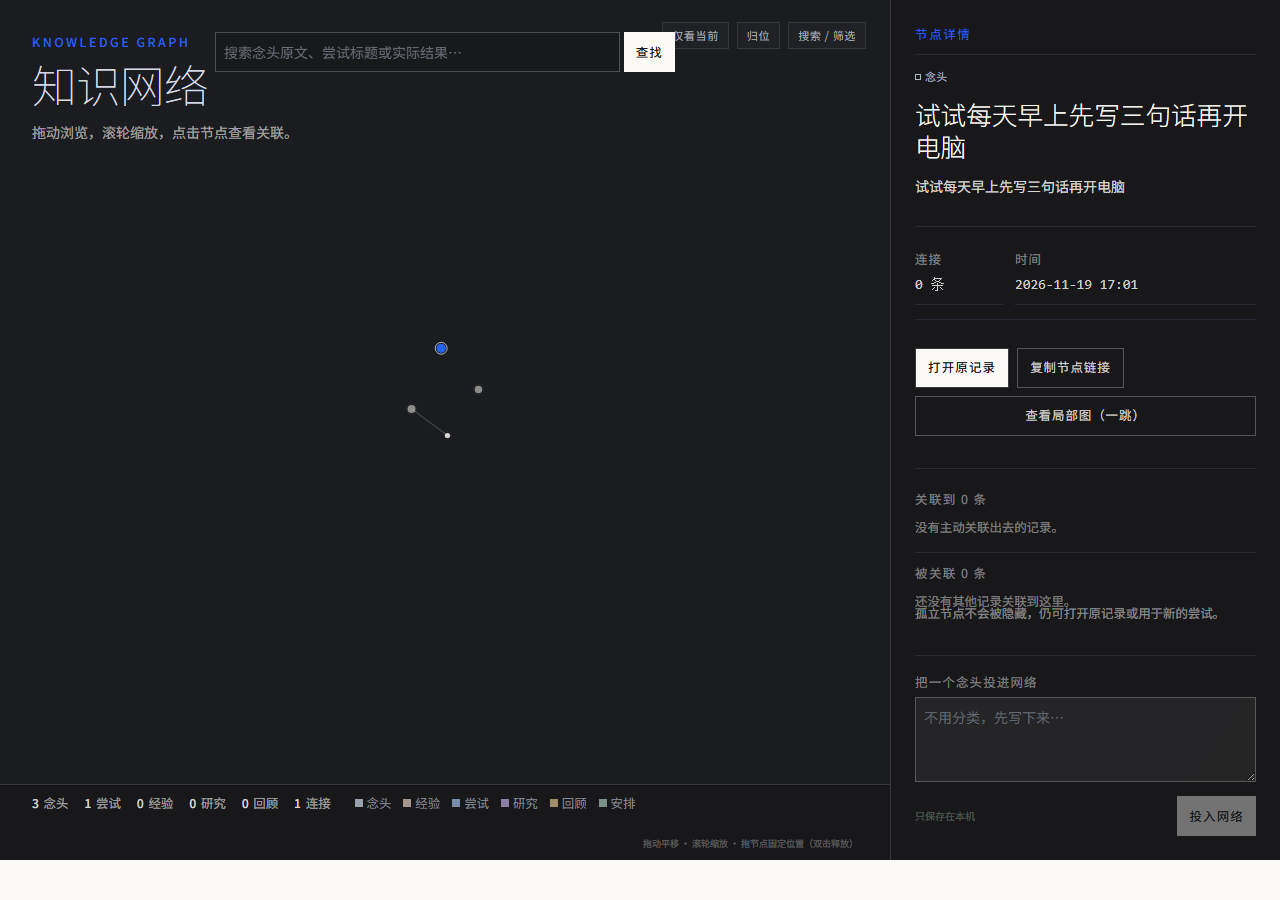 KNOWLEDGE GRAPH
知识网络
拖动浏览，滚轮缩放，点击节点查看关联。
搜索念头原文、尝试标题或实际结果…
查找
仅看当前
归位
搜索 / 筛选
3 念头
1 尝试
0 经验
0 研究
0 回顾
1 连接
念头
经验
尝试
研究
回顾
安排
拖动平移 • 滚轮缩放 • 拖节点固定位置（双击释放）
节点详情
念头
试试每天早上先写三句话再开
电脑
试试每天早上先写三句话再开电脑
连接
0 条
时间
2026-11-19 17:01
打开原记录
复制节点链接
查看局部图（一跳）
关联到 0 条
没有主动关联出去的记录。
被关联 0 条
还没有其他记录关联到这里。
孤立节点不会被隐藏，仍可打开原记录或用于新的尝试。
把一个念头投进网络
不用分类，先写下来…
只保存在本机
投入网络